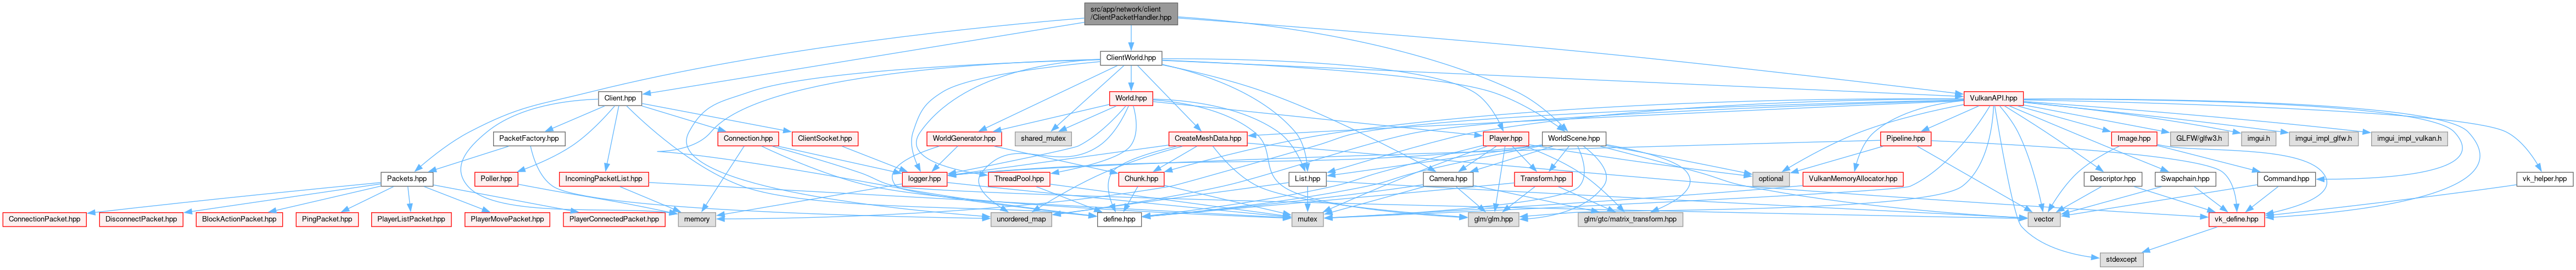 src/app/network/client
/ClientPacketHandler.hpp
ClientWorld.hpp
Client.hpp
World.hpp
VulkanAPI.hpp
PacketFactory.hpp
Connection.hpp
ClientSocket.hpp
WorldGenerator.hpp
shared_mutex
CreateMeshData.hpp
Player.hpp
WorldScene.hpp
Pipeline.hpp
Image.hpp
GLFW/glfw3.h
imgui.h
imgui_impl_glfw.h
imgui_impl_vulkan.h
Packets.hpp
Poller.hpp
IncomingPacketList.hpp
logger.hpp
ThreadPool.hpp
Chunk.hpp
List.hpp
Camera.hpp
Transform.hpp
optional
VulkanMemoryAllocator.hpp
Descriptor.hpp
Swapchain.hpp
Command.hpp
vk_helper.hpp
ConnectionPacket.hpp
DisconnectPacket.hpp
BlockActionPacket.hpp
PingPacket.hpp
PlayerListPacket.hpp
PlayerMovePacket.hpp
PlayerConnectedPacket.hpp
memory
unordered_map
define.hpp
mutex
glm/glm.hpp
glm/gtc/matrix_transform.hpp
vector
vk_define.hpp
stdexcept